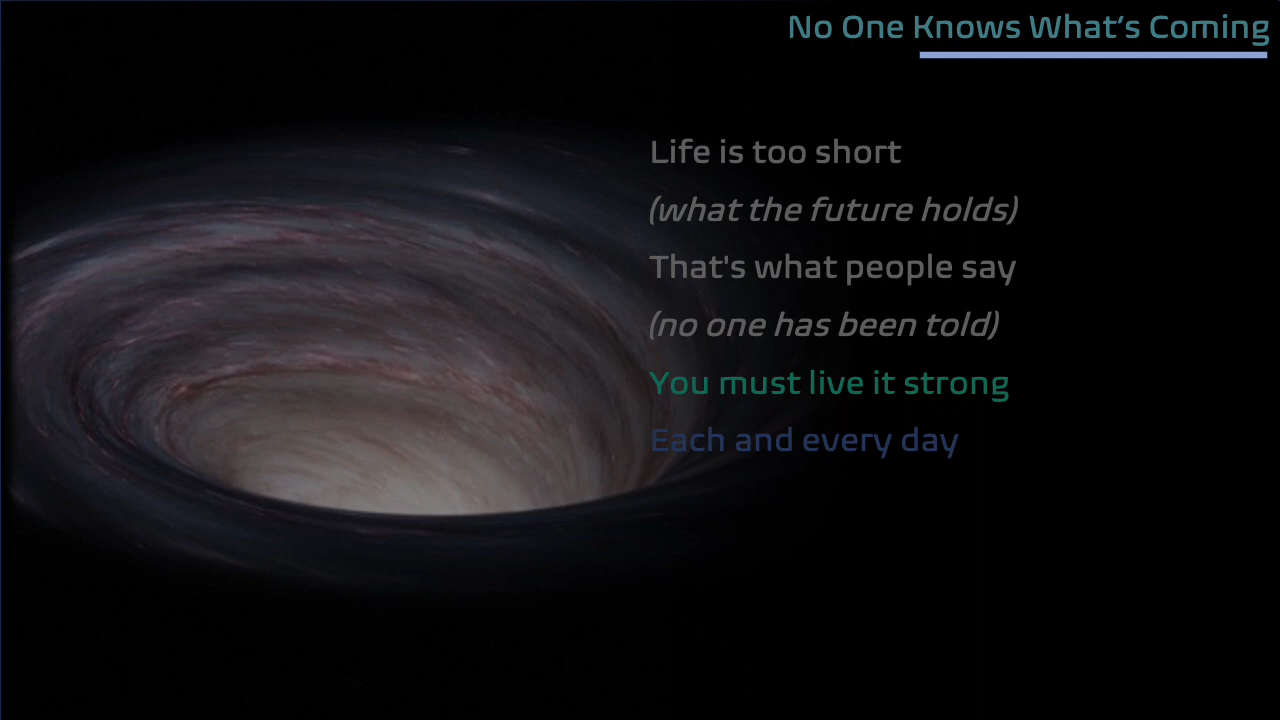 No One Knows What’s Coming
Life is too short
(what the future holds)
That's what people say
(no one has been told)
You must live it strong
Each and every day